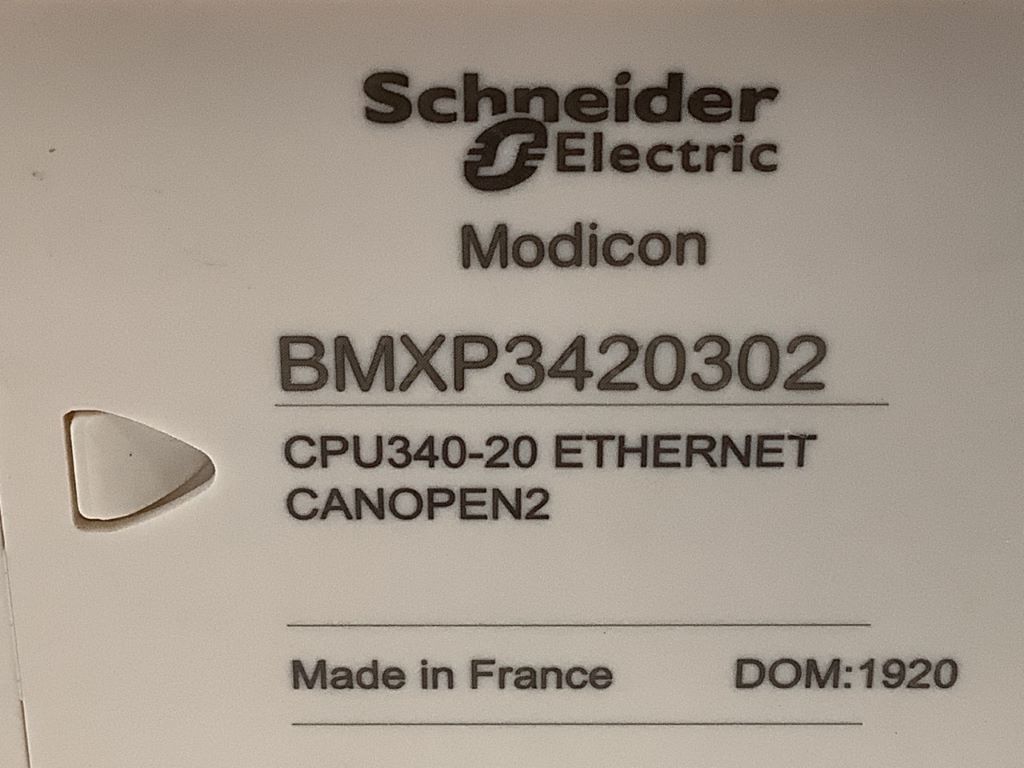 Schneider
Electric
Modicon
BMXP3420302
CPU340-20 ETHERNET
CANOPEN2
Made in France DOM:1920